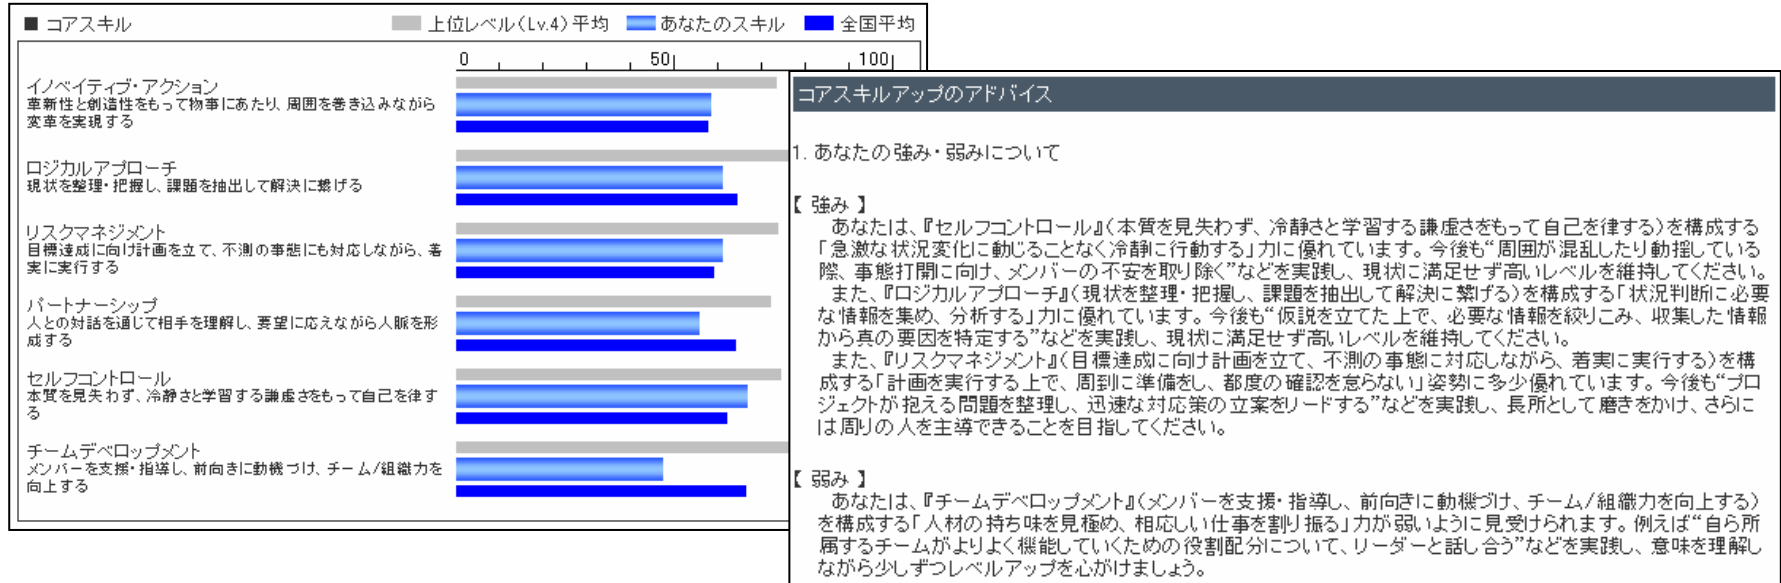 ■ コアスキル
上位レベル(Lv.4)平均 あなたのスキル 全国平均
0 50 100
イノベイティブ・アクション
革新性と創造性をもって物事にあたり、周囲を巻き込みながら
変革を実現する
ロジカルアプローチ
現状を整理・把握し、課題を抽出して解決に繋げる
リスクマネジメント
目標達成に向け計画を立て、不測の事態にも対応しながら、着
実に実行する
パートナーシップ
人との対話を通じて相手を理解し、要望に応えながら人脈を形
成する
セルフコントロール
本質を見失わず、冷静さと学習する謙虚さをもって自己を律す
る
チームデベロップメント
メンバーを支援・指導し、前向きに動機づけ、チーム/組織力を
向上する
コアスキルアップのアドバイス
1. あなたの強み・弱みについて
【 強み 】
あなたは、『セルフコントロール』(本質を見失わず、冷静さと学習する謙虚さをもって自己を律する)を構成する
「急激な状況変化に動じることなく冷静に行動する」力に優れています。今後も“周囲が混乱したり動揺している
際、事態打開に向け、メンバーの不安を取り除く”などを実践し、現状に満足せず高いレベルを維持してください。
また、『ロジカルアプローチ』(現状を整理・把握し、課題を抽出して解決に繋げる)を構成する「状況判断に必要
な情報を集め、分析する」力に優れています。今後も“仮説を立てた上で、必要な情報を絞りこみ、収集した情報
から真の要因を特定する”などを実践し、現状に満足せず高いレベルを維持してください。
また、『リスクマネジメント』(目標達成に向け計画を立て、不測の事態に対応しながら、着実に実行する)を構
成する「計画を実行する上で、周到に準備をし、都度の確認を怠らない」姿勢に多少優れています。今後も“プロ
ジェクトが抱える問題を整理し、迅速な対応策の立案をリードする”などを実践し、長所として磨きをかけ、さらに
は周りの人を主導できることを目指してください。
【 弱み 】
あなたは、『チームデベロップメント』(メンバーを支援・指導し、前向きに動機づけ、チーム/組織力を向上する)
を構成する「人材の持ち味を見極め、相応しい仕事を割り振る」力が弱いように見受けられます。例えば“自ら所
属するチームがよりよく機能していくための役割配分について、リーダーと話し合う”などを実践し、意味を理解し
ながら少しずつレベルアップを心がけましょう。